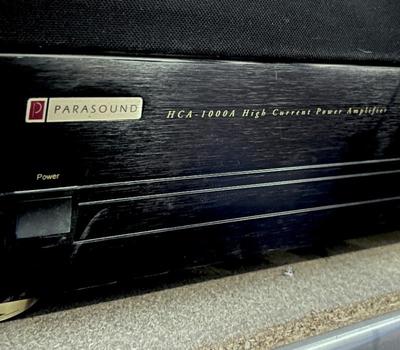 P PARASOUND
HCA-1000A High Current Power Amplifier
Power